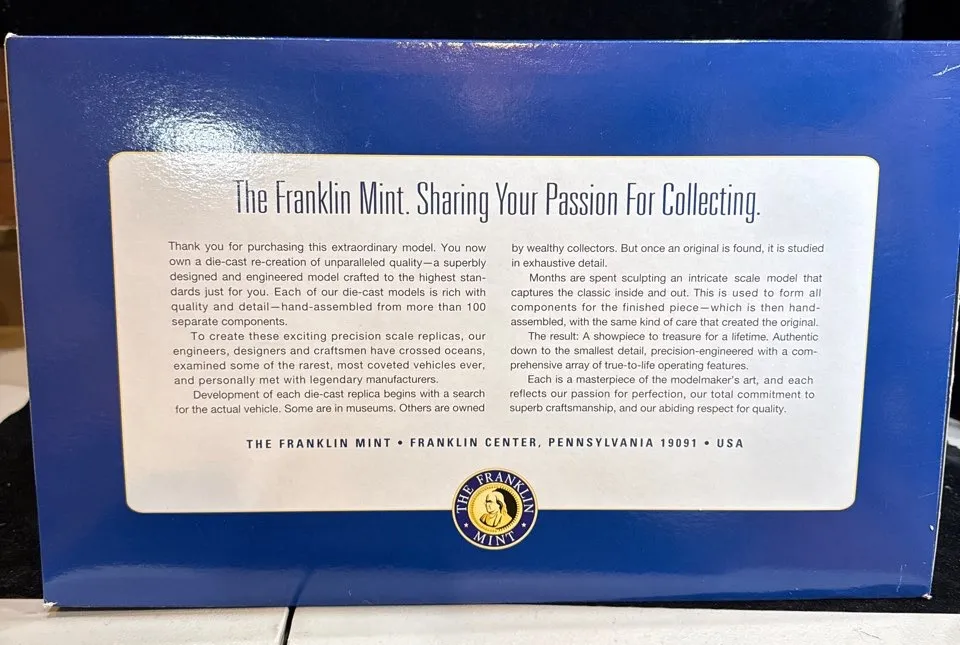 The Franklin Mint. Sharing Your Passion For Collecting.
Thank you for purchasing this extraordinary model. You now
own a die-cast re-creation of unparalleled quality—a superbly
designed and engineered model crafted to the highest stan-
dards just for you. Each of our die-cast models is rich with
quality and detail—hand-assembled from more than 100
separate components.
To create these exciting precision scale replicas, our
engineers, designers and craftsmen have crossed oceans,
examined some of the rarest, most coveted vehicles ever,
and personally met with legendary manufacturers.
Development of each die-cast replica begins with a search
for the actual vehicle. Some are in museums. Others are owned
by wealthy collectors. But once an original is found, it is studied
in exhaustive detail.
Months are spent sculpting an intricate scale model that
captures the classic inside and out. This is used to form all
components for the finished piece—which is then hand-
assembled, with the same kind of care that created the original.
The result: A showpiece to treasure for a lifetime. Authentic
down to the smallest detail, precision-engineered with a com-
prehensive array of true-to-life operating features.
Each is a masterpiece of the modelmaker's art, and each
reflects our passion for perfection, our total commitment to
superb craftsmanship, and our abiding respect for quality.
THE FRANKLIN MINT • FRANKLIN CENTER, PENNSYLVANIA 19091 • USA
THE FRANKLIN
MINT